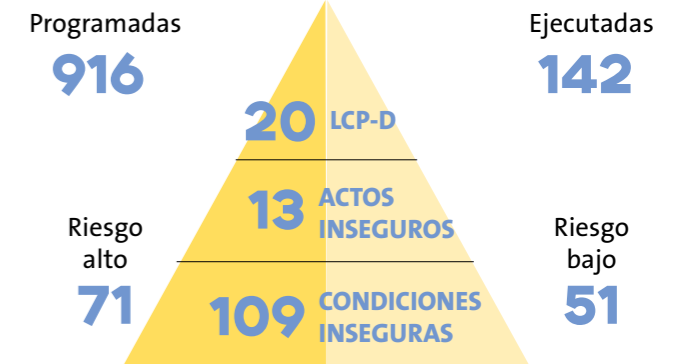 Programadas
916
Ejecutadas
142
20 LCP-D
13 ACTOS
INSEGUROS
Riesgo
alto
71
Riesgo
bajo
51
109 CONDICIONES
INSEGURAS